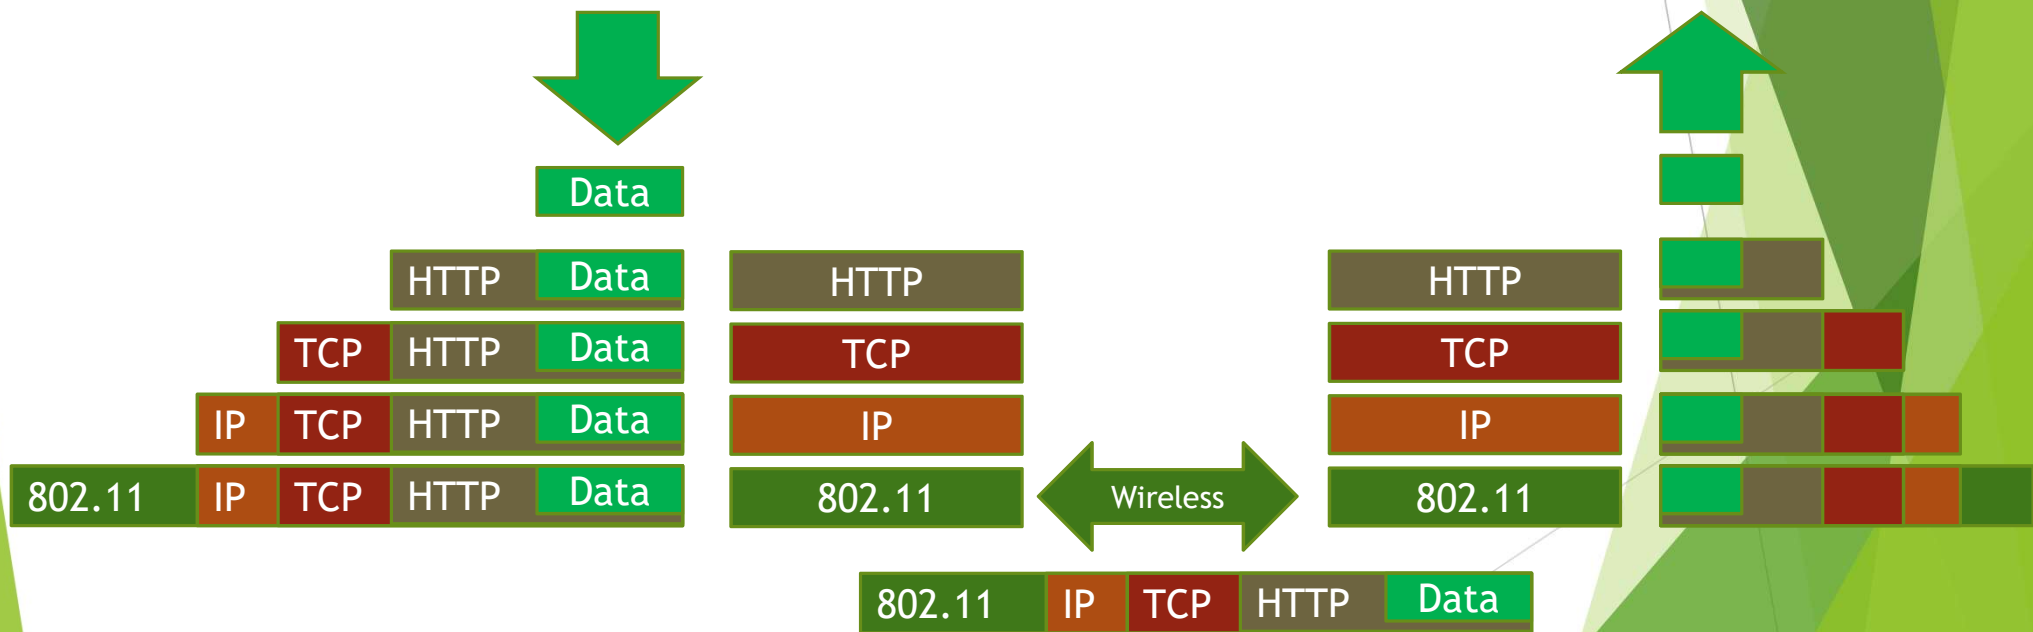 Data
HTTP Data HTTP HTTP
TCP HTTP Data TCP TCP
IP TCP HTTP Data IP IP
802.11 IP TCP HTTP Data 802.11 Wireless 802.11
802.11 IP TCP HTTP Data